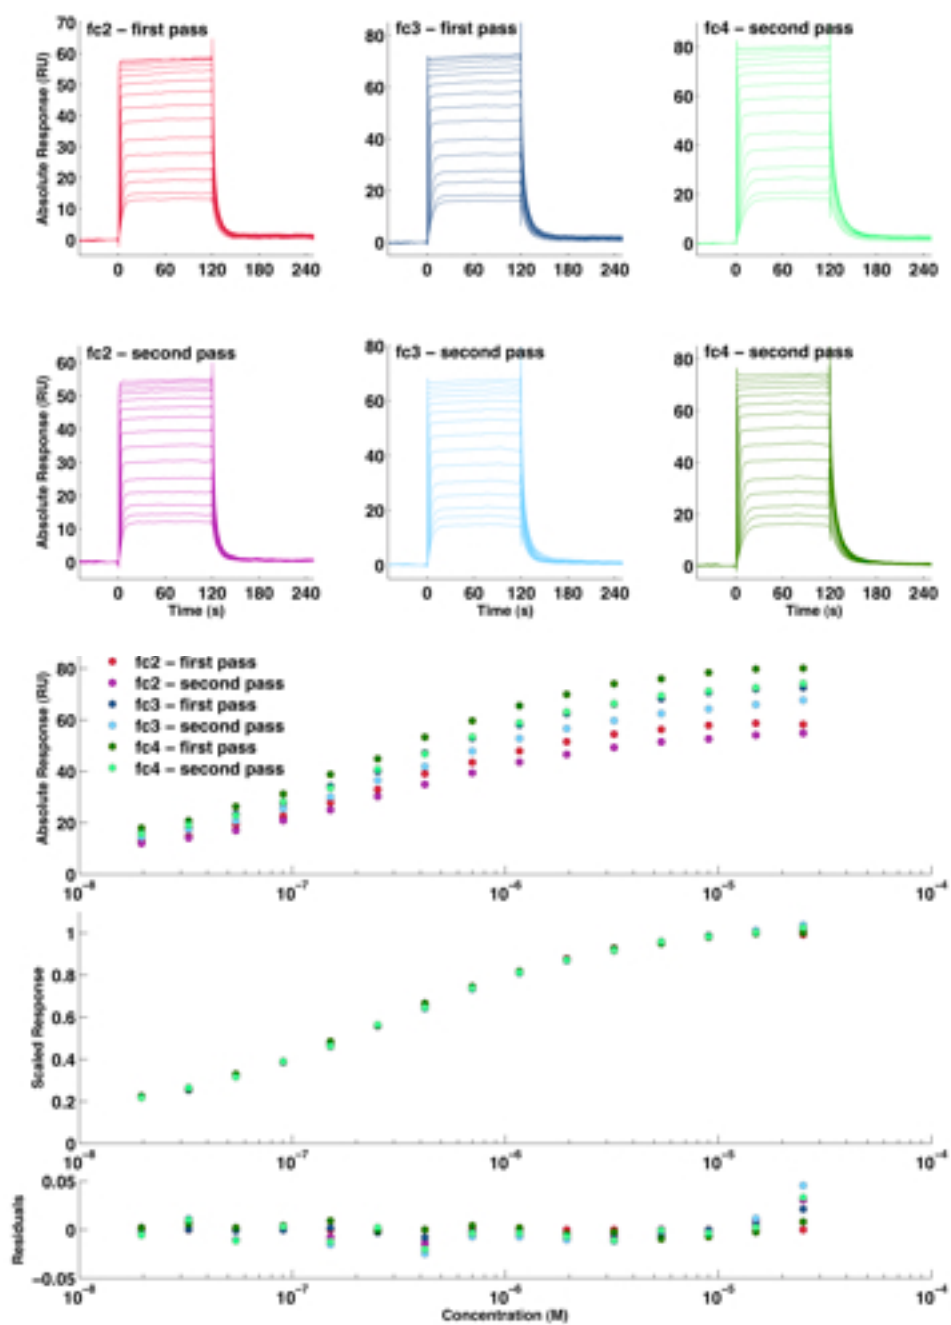 fc2 – first pass
fc3 – first pass
fc4 – second pass
Absolute Response (RU)
70
60
50
40
30
20
10
0
80
60
40
20
0
80
60
40
20
0
0 60 120 180 240
0 60 120 180 240
0 60 120 180 240
fc2 – second pass
fc3 – second pass
fc4 – second pass
Absolute Response (RU)
60
50
40
30
20
10
0
80
60
40
20
0
80
60
40
20
0
0 60 120 180 240
0 60 120 180 240
0 60 120 180 240
Time (s)
Time (s)
Time (s)
Absolute Response (RU)
80
60
40
20
0
fc2 – first pass
fc2 – second pass
fc3 – first pass
fc3 – second pass
fc4 – first pass
fc4 – second pass
10⁻⁸ 10⁻⁷ 10⁻⁶ 10⁻⁵ 10⁻⁴
Scaled Response
1
0.8
0.6
0.4
0.2
0
10⁻⁸ 10⁻⁷ 10⁻⁶ 10⁻⁵ 10⁻⁴
Residuals
0.05
0
−0.05
10⁻⁸ 10⁻⁷ 10⁻⁶ 10⁻⁵ 10⁻⁴
Concentration (M)